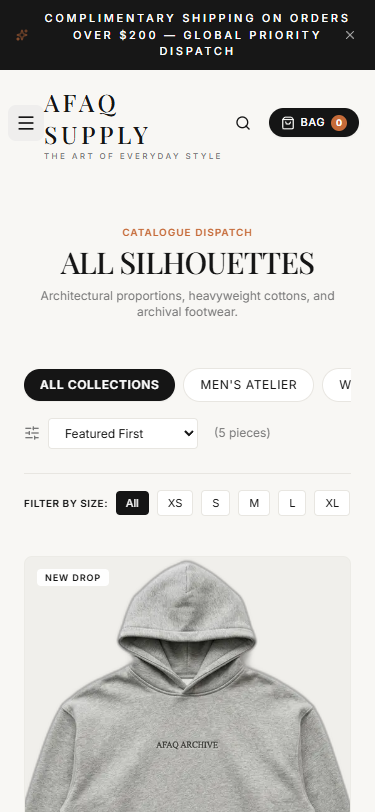 COMPLIMENTARY SHIPPING ON ORDERS
OVER $200 — GLOBAL PRIORITY
DISPATCH
AFAQ
SUPPLY
THE ART OF EVERYDAY STYLE
BAG 0
CATALOGUE DISPATCH
ALL SILHOUETTES
Architectural proportions, heavyweight cottons, and
archival footwear.
ALL COLLECTIONS MEN'S ATELIER W
Featured First (5 pieces)
FILTER BY SIZE: All XS S M L XL
NEW DROP
AFAQ ARCHIVE